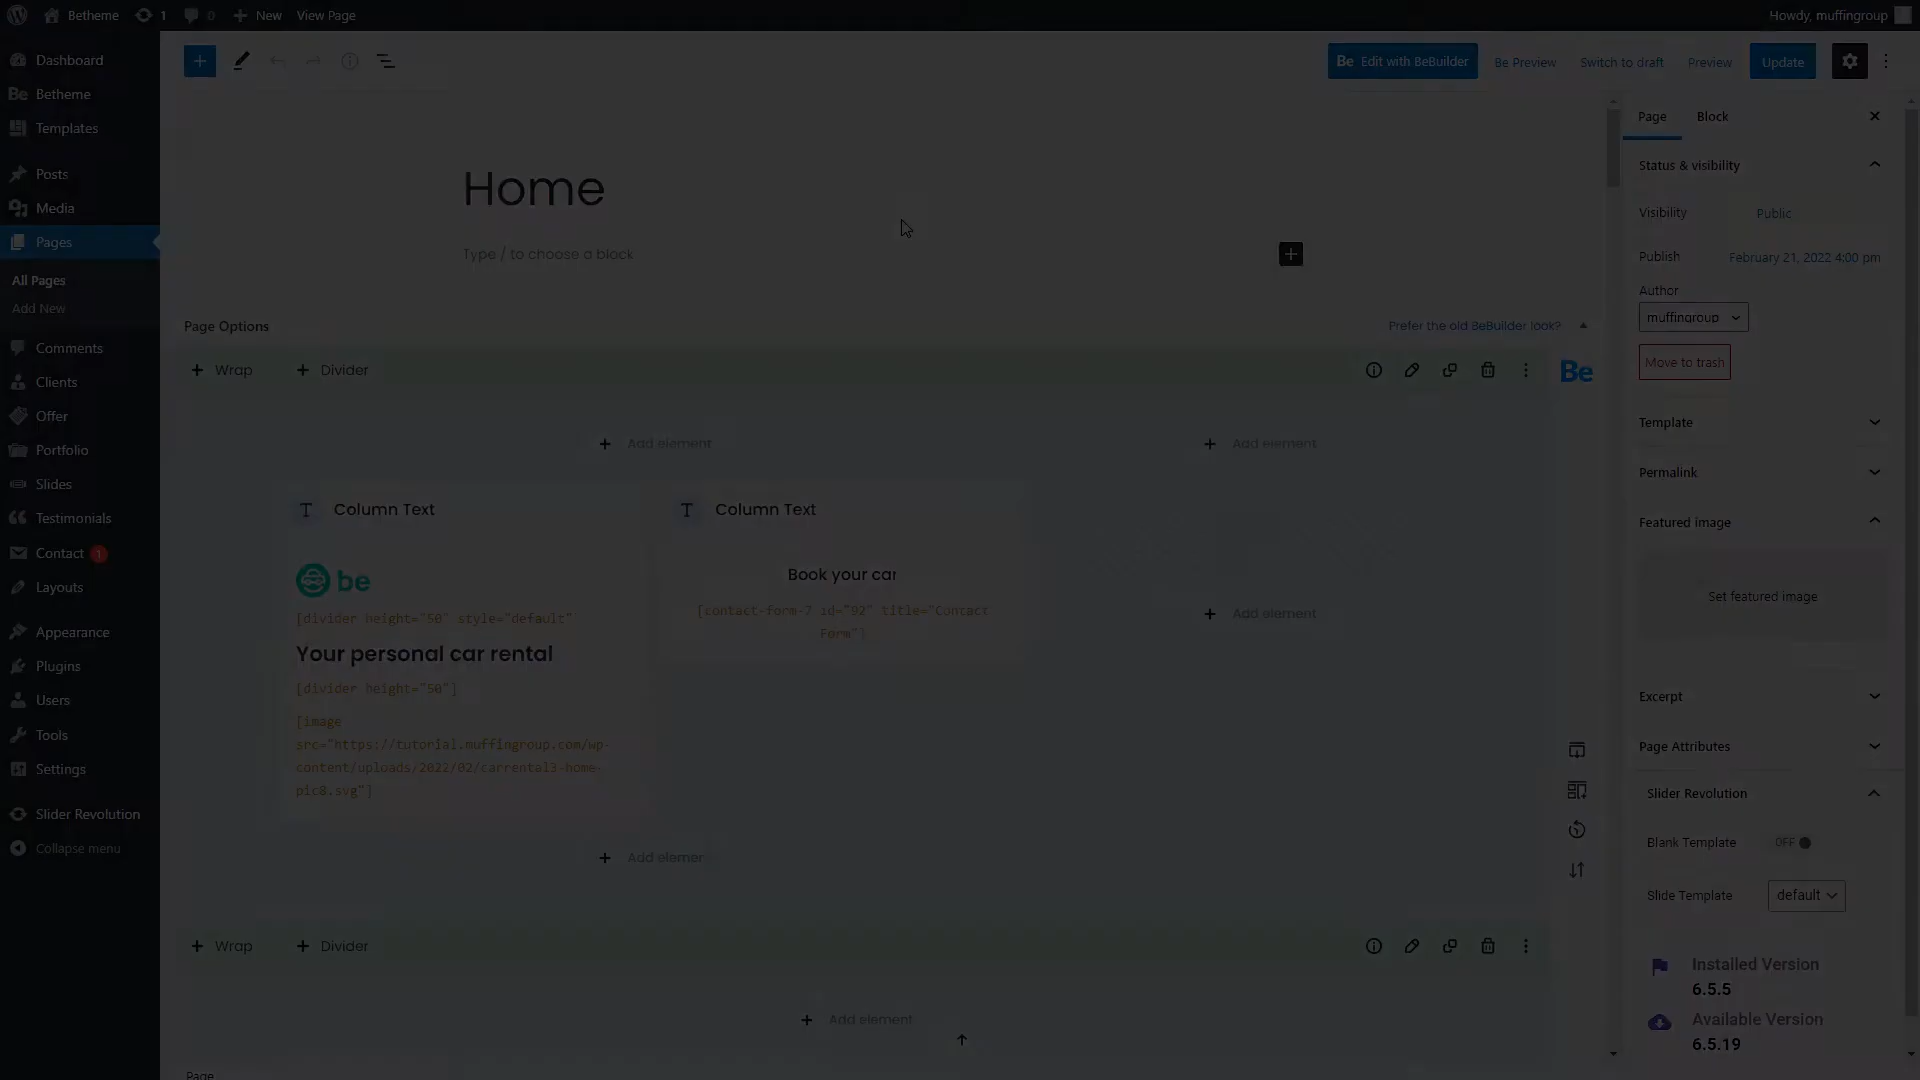 Betheme
1
0
New
View Page
Howdy, muffingroup
Dashboard
Be Betheme
Templates
Posts
Media
Pages
All Pages
Add New
Comments
Clients
Offer
Portfolio
Slides
Testimonials
Contact 1
Layouts
Appearance
Plugins
Users
Tools
Settings
Slider Revolution
Collapse menu
Be Edit with BeBuilder
Be Preview
Switch to draft
Preview
Update
Home
Type / to choose a block
Page Options
Prefer the old BeBuilder look?
Wrap
Divider
Be
Add element
Add element
Column Text
be
[divider height="50" style="default"
Your personal car rental
[divider height="50"]
[image
src="https://tutorial.muffingroup.com/wp-
content/uploads/2022/02/carrental3-home-
pic8.svg"]
Column Text
Book your car
[contact-form-7 id="92" title="Contact
Form"]
Add element
Add element
Wrap
Divider
Add element
Page
Page
Block
Status & visibility
Visibility
Public
Publish
February 21, 2022 4:00 pm
Author
muffingroup
Move to trash
Template
Permalink
Featured image
Set featured image
Excerpt
Page Attributes
Slider Revolution
Blank Template
OFF
Slide Template
default
Installed Version
6.5.5
Available Version
6.5.19